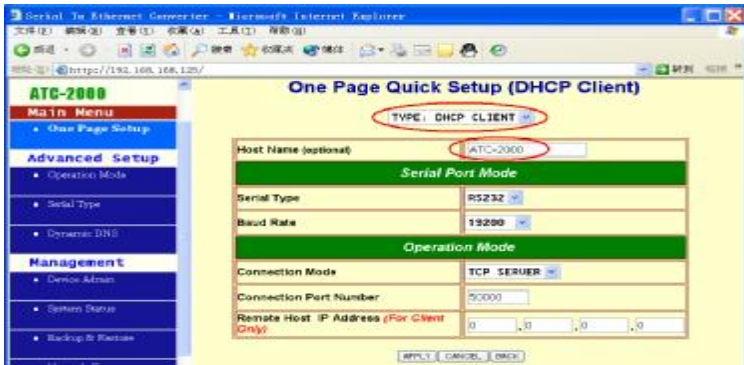 Serial To Ethernet Converter - Microsoft Internet Explorer
http://192.168.168.125/
ATC-2000
Main Menu
One Page Setup
Advanced Setup
Operation Mode
Serial Type
Dynamic DNS
Management
Device Admin
System Status
Backup & Restore
One Page Quick Setup (DHCP Client)
TYPE: DHCP CLIENT
Host Name (optional) ATC-2000
Serial Port Mode
Serial Type RS232
Baud Rate 19200
Operation Mode
Connection Mode TCP SERVER
Connection Port Number 50000
Remote Host IP Address (For Client Only) 0 . 0 . 0 . 0
APPLY CANCEL BACK